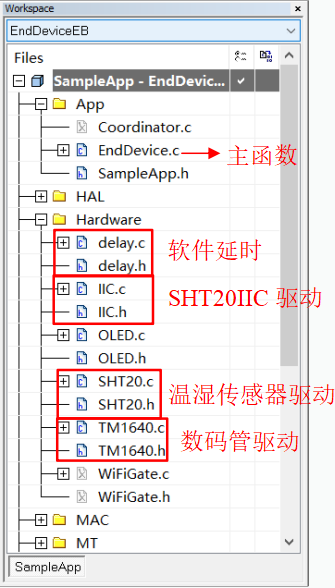 Workspace
EndDeviceEB
Files
SampleApp - EndDevic...
App
Coordinator.c
EndDevice.c 主函数
SampleApp.h
HAL
Hardware
delay.c
软件延时
delay.h
IIC.c
SHT20IIC 驱动
IIC.h
OLED.c
OLED.h
SHT20.c
温湿传感器驱动
SHT20.h
TM1640.c
数码管驱动
TM1640.h
WiFiGate.c
WiFiGate.h
MAC
MT
SampleApp